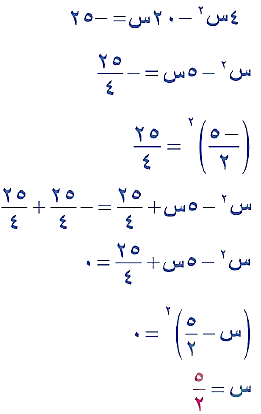 ٤س٢ −٢٠س = −٢٥
س٢ −٥س = −٢٥/٤
(−٥/٢)٢ = ٢٥/٤
س٢ −٥س + ٢٥/٤ = −٢٥/٤ + ٢٥/٤
س٢ −٥س + ٢٥/٤ = ٠
(س − ٥/٢)٢ = ٠
س = ٥/٢